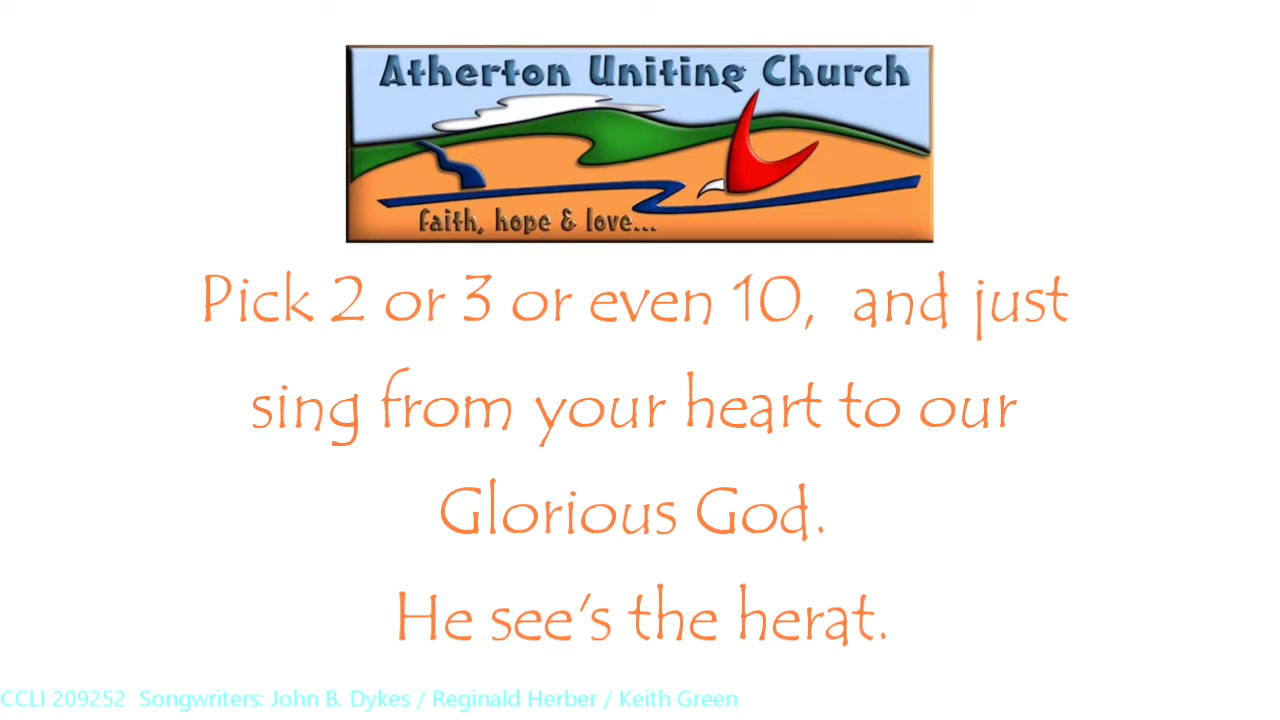 Atherton Uniting Church
faith, hope & love...
Pick 2 or 3 or even 10,  and just
sing from your heart to our
Glorious God.
He see's the herat.
CCLI 209252  Songwriters: John B. Dykes / Reginald Herber / Keith Green